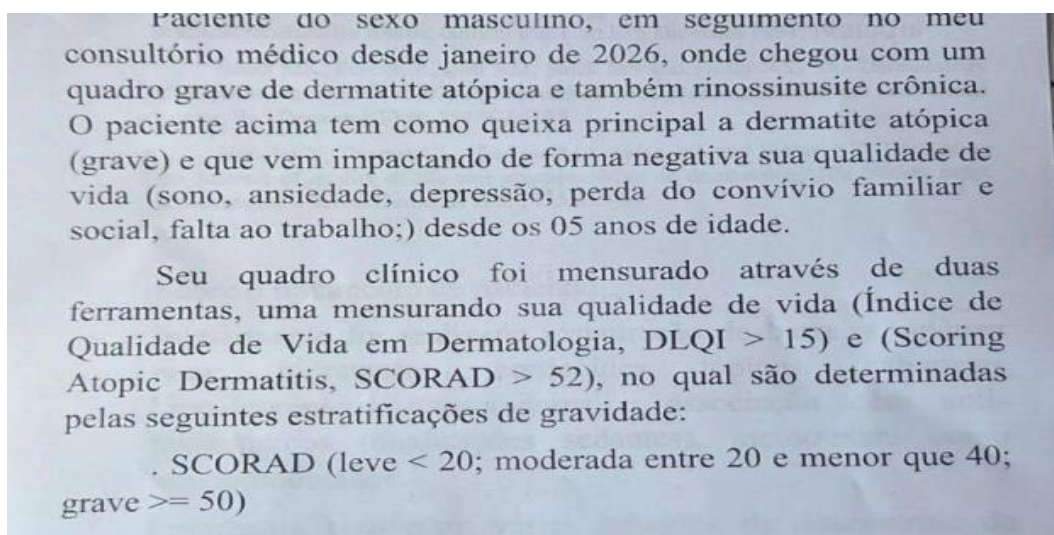 Paciente do sexo masculino, em seguimento no meu
consultório médico desde janeiro de 2026, onde chegou com um
quadro grave de dermatite atópica e também rinossinusite crônica.
O paciente acima tem como queixa principal a dermatite atópica
(grave) e que vem impactando de forma negativa sua qualidade de
vida (sono, ansiedade, depressão, perda do convívio familiar e
social, falta ao trabalho;) desde os 05 anos de idade.
Seu quadro clínico foi mensurado através de duas
ferramentas, uma mensurando sua qualidade de vida (Índice de
Qualidade de Vida em Dermatologia, DLQI > 15) e (Scoring
Atopic Dermatitis, SCORAD > 52), no qual são determinadas
pelas seguintes estratificações de gravidade:
. SCORAD (leve < 20; moderada entre 20 e menor que 40;
grave >= 50)